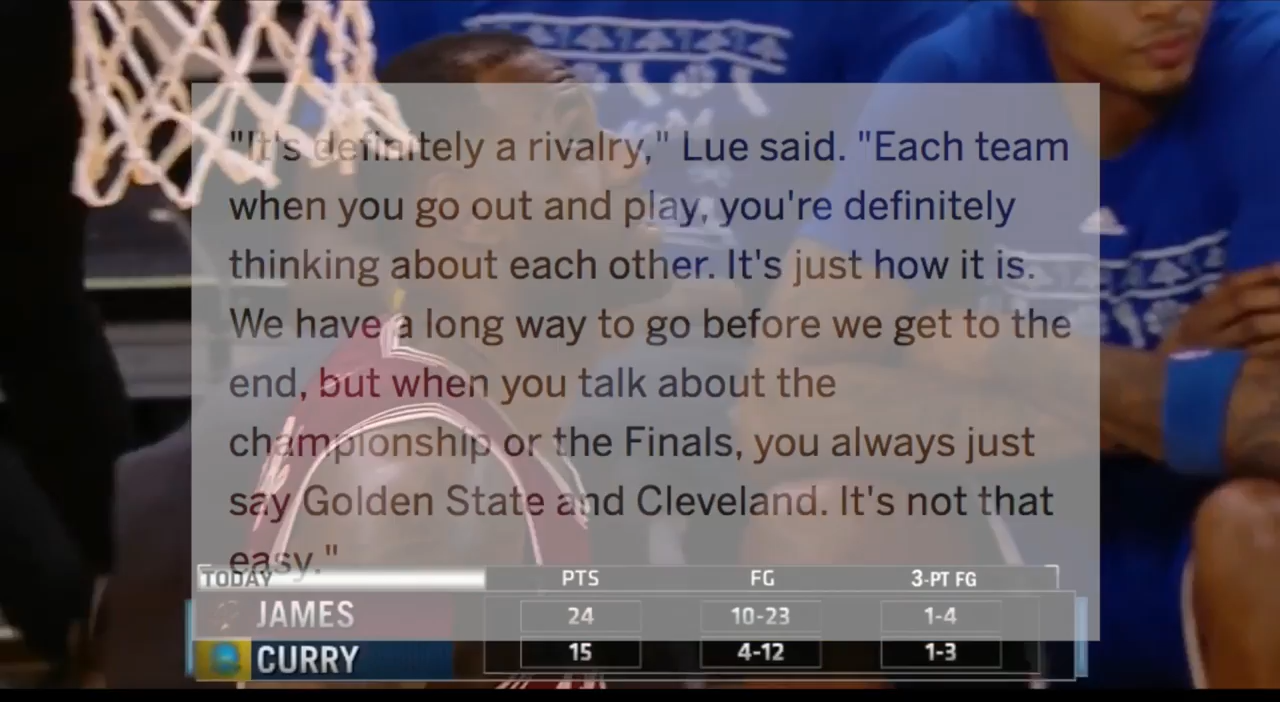 "It's definitely a rivalry," Lue said. "Each team
when you go out and play, you're definitely
thinking about each other. It's just how it is.
We have a long way to go before we get to the
end, but when you talk about the
championship or the Finals, you always just
say Golden State and Cleveland. It's not that
easy."
TODAY PTS FG 3-PT FG
JAMES 24 10-23 1-4
CURRY 15 4-12 1-3